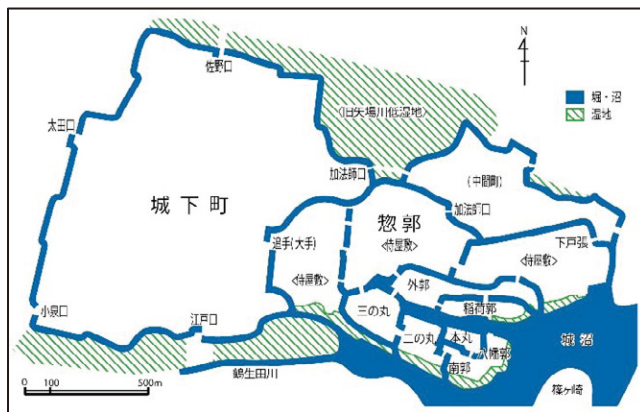 佐野口
N
堀・沼
湿地
太田口
〈旧矢場川低湿地〉
加法師口
(中間町)
城下町
惣郭
加法師口
追手(大手)
〈侍屋敷〉
下戸張
〈侍屋敷〉
〈侍屋敷〉
外郭
稲荷郭
三の丸
小泉口
江戸口
二の丸
本丸
八幡郭
城沼
南郭
鶴生田川
篠ヶ崎
0 100 500m